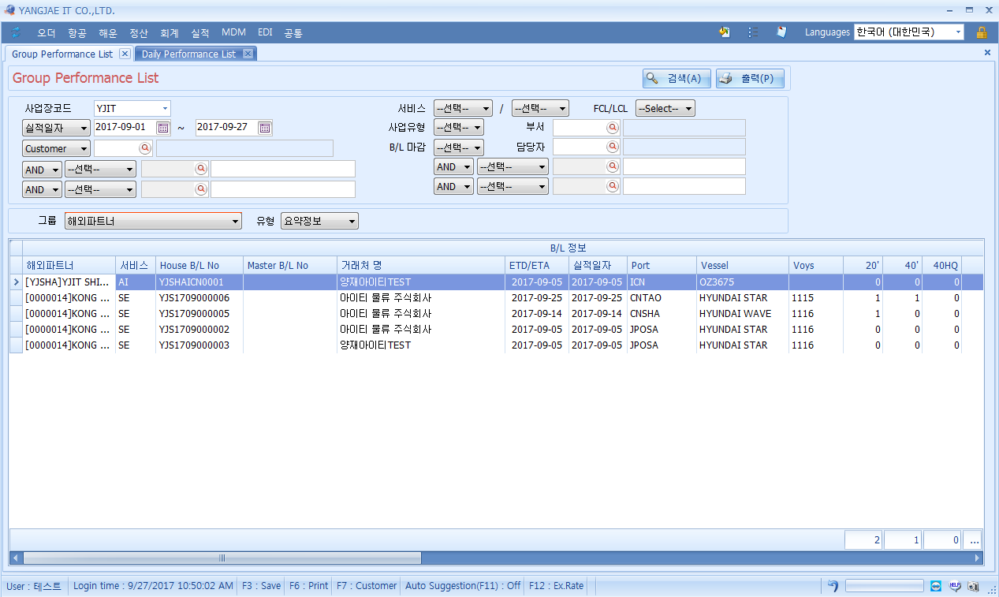 YANGJAE IT CO.,LTD.
오더 항공 해운 정산 회계 실적 MDM EDI 공통 Languages 한국어 (대한민국)
Group Performance List Daily Performance List
Group Performance List 검색(A) 출력(P)
사업장코드 YJIT 서비스 --선택-- / --선택-- FCL/LCL --Select--
실적일자 2017-09-01 ~ 2017-09-27 사업유형 --선택-- 부서
Customer B/L 마감 --선택-- 담당자
AND --선택-- AND --선택--
AND --선택-- AND --선택--
그룹 해외파트너 유형 요약정보
B/L 정보
해외파트너 서비스 House B/L No Master B/L No 거래처 명 ETD/ETA 실적일자 Port Vessel Voys 20' 40' 40HQ
[YJSHA]YJIT SHI... AI YJSHAICN0001 양재아이티TEST 2017-09-05 2017-09-05 ICN OZ3675 0 0 0
[0000014]KONG ... SE YJS1709000006 아이티 물류 주식회사 2017-09-25 2017-09-25 CNTAO HYUNDAI STAR 1115 1 1 0
[0000014]KONG ... SE YJS1709000005 아이티 물류 주식회사 2017-09-14 2017-09-14 CNSHA HYUNDAI WAVE 1116 1 0 0
[0000014]KONG ... SE YJS1709000002 아이티 물류 주식회사 2017-09-05 2017-09-05 JPOSA HYUNDAI STAR 1116 0 0 0
[0000014]KONG ... SE YJS1709000003 양재아이티TEST 2017-09-05 2017-09-05 JPOSA HYUNDAI STAR 1116 0 0 0
2 1 0 ...
User : 테스트 Login time : 9/27/2017 10:50:02 AM F3 : Save F6 : Print F7 : Customer Auto Suggestion(F11) : Off F12 : Ex.Rate HELP